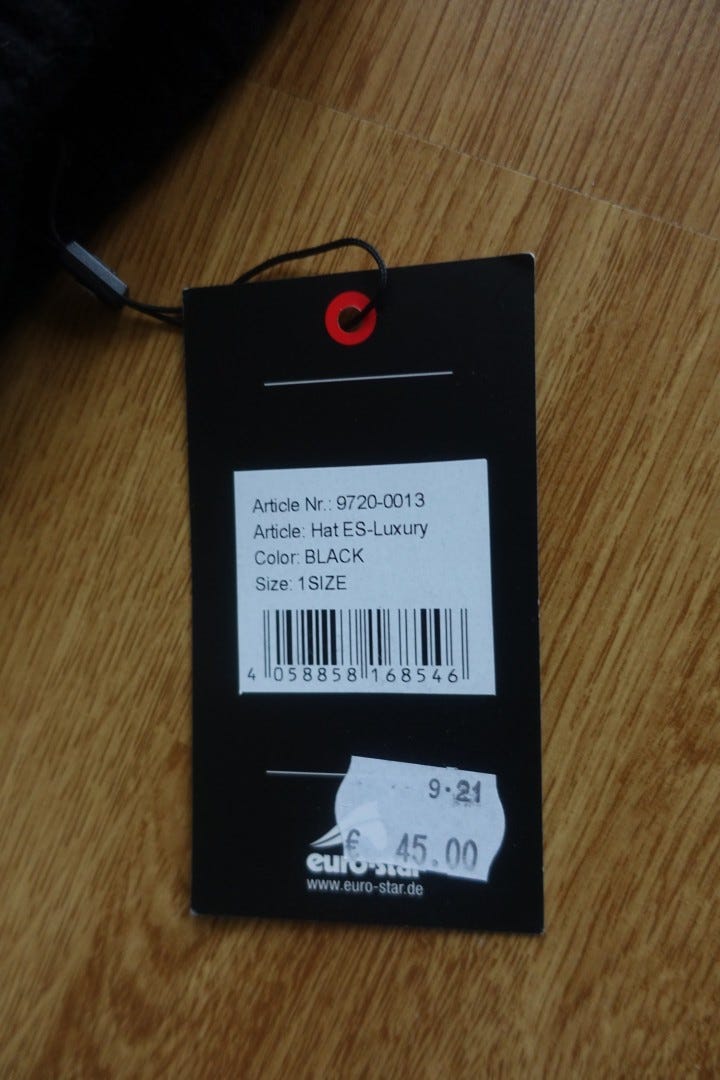 Article Nr.: 9720-0013
Article: Hat ES-Luxury
Color: BLACK
Size: 1SIZE
4 058858 168546
9·21
€ 45.00
euro-star
www.euro-star.de